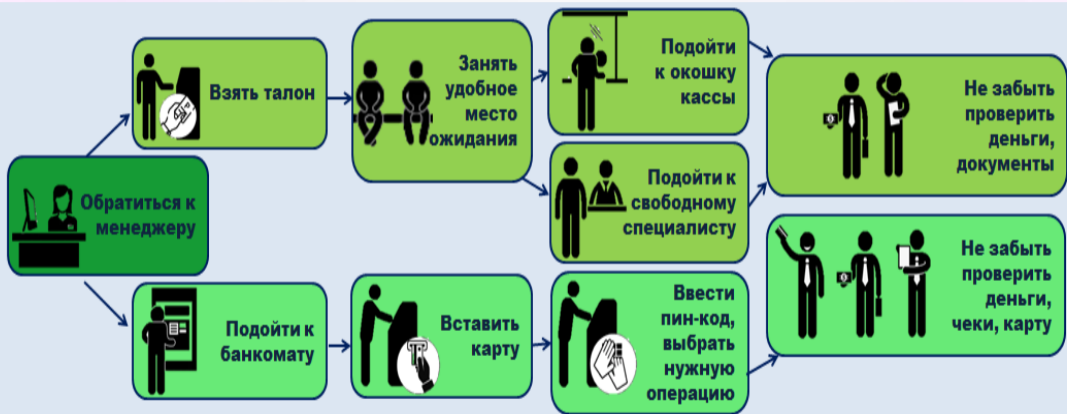 Обратиться к
менеджеру
Взять талон
Занять
удобное
место
ожидания
Подойти
к окошку
кассы
Подойти к
свободному
специалисту
Не забыть
проверить
деньги,
документы
Подойти к
банкомату
Вставить
карту
Ввести
пин-код,
выбрать
нужную
операцию
Не забыть
проверить
деньги,
чеки, карту